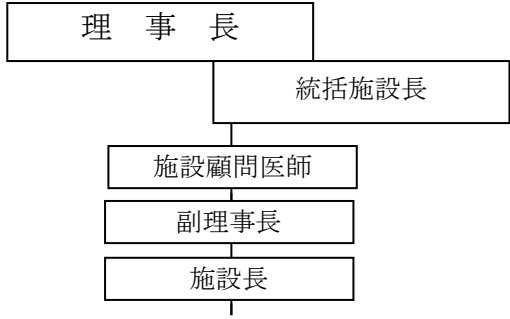 理 事 長
統括施設長
施設顧問医師
副理事長
施設長